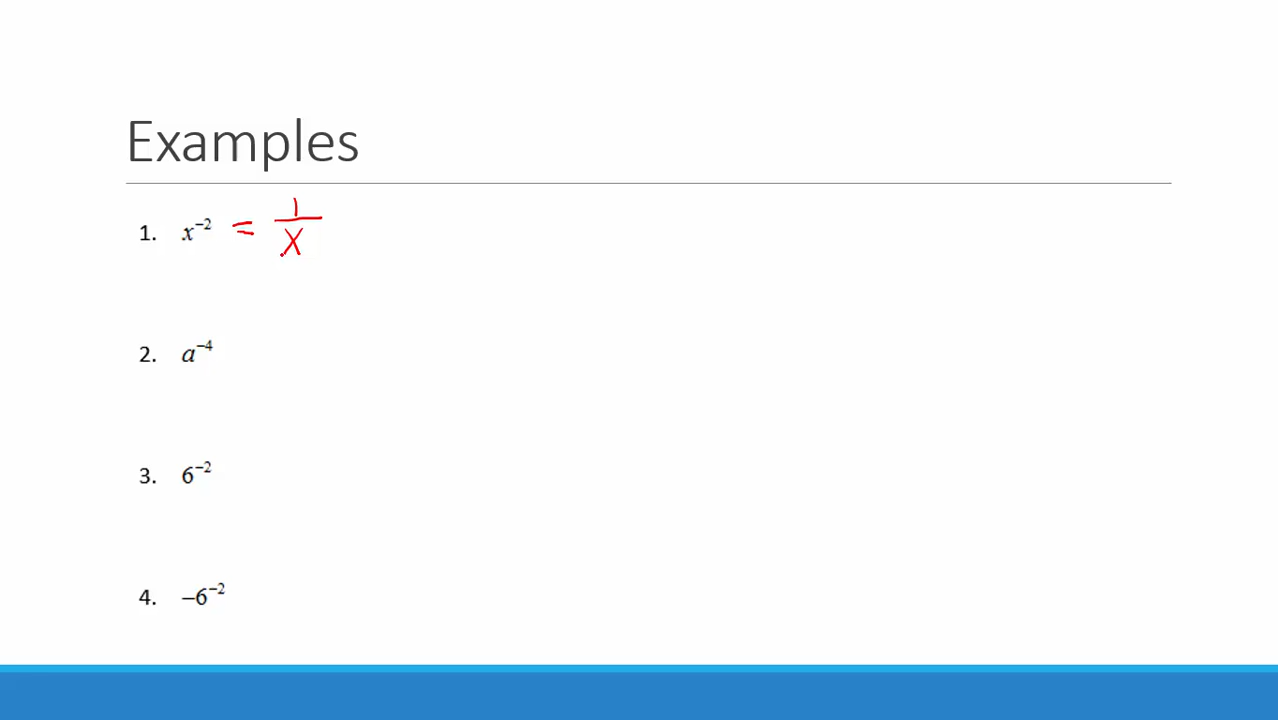 Examples
1. x⁻² = 1/x
2. a⁻⁴
3. 6⁻²
4. –6⁻²